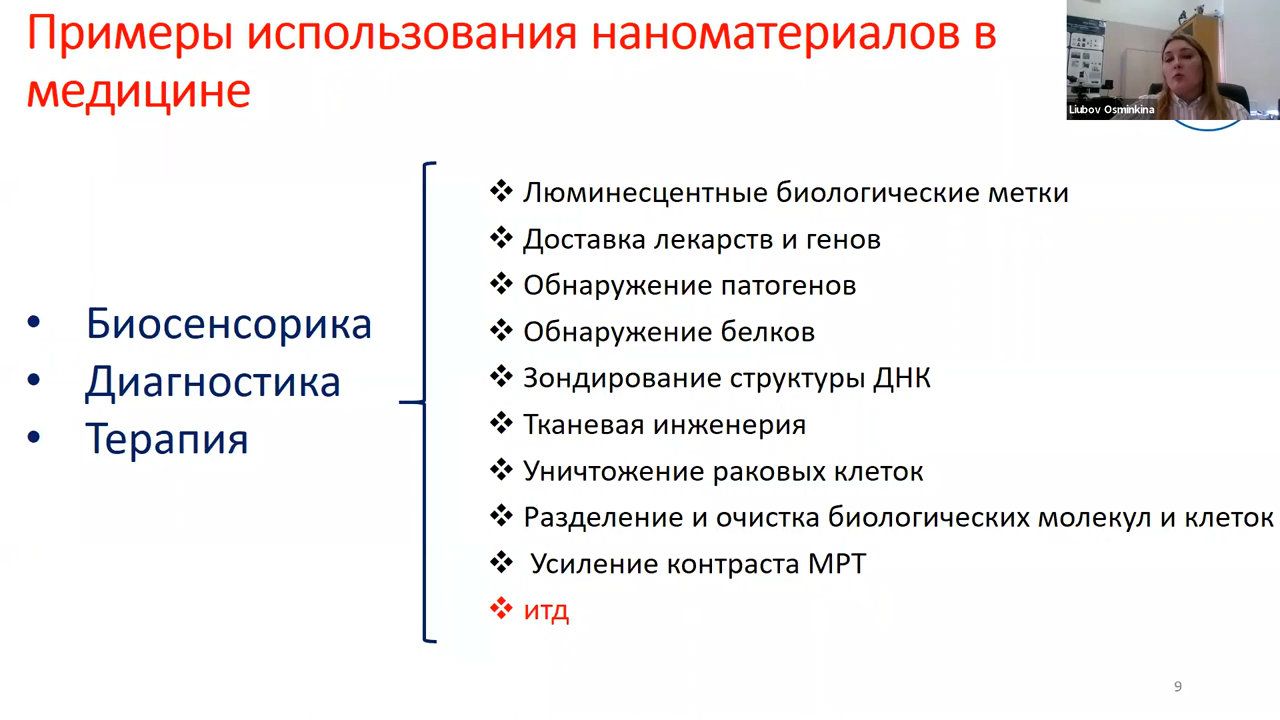 Примеры использования наноматериалов в
медицине
Liubov Osminkina
• Биосенсорика
• Диагностика
• Терапия
❖ Люминесцентные биологические метки
❖ Доставка лекарств и генов
❖ Обнаружение патогенов
❖ Обнаружение белков
❖ Зондирование структуры ДНК
❖ Тканевая инженерия
❖ Уничтожение раковых клеток
❖ Разделение и очистка биологических молекул и клеток
❖ Усиление контраста МРТ
❖ итд
9